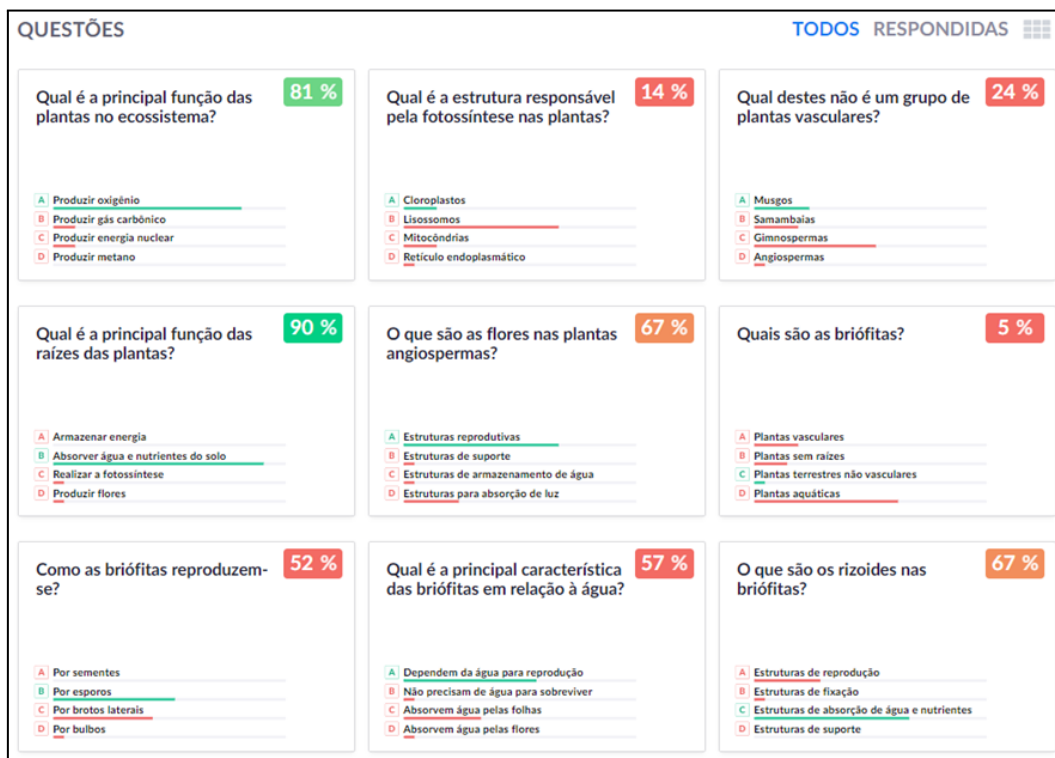 QUESTÕES
TODOS RESPONDIDAS
Qual é a principal função das
plantas no ecossistema?
81 %
A Produzir oxigênio
B Produzir gás carbônico
C Produzir energia nuclear
D Produzir metano
Qual é a estrutura responsável
pela fotossíntese nas plantas?
14 %
A Cloroplastos
B Lisossomos
C Mitocôndrias
D Retículo endoplasmático
Qual destes não é um grupo de
plantas vasculares?
24 %
A Musgos
B Samambaias
C Gimnospermas
D Angiospermas
Qual é a principal função das
raízes das plantas?
90 %
A Armazenar energia
B Absorver água e nutrientes do solo
C Realizar a fotossíntese
D Produzir flores
O que são as flores nas plantas
angiospermas?
67 %
A Estruturas reprodutivas
B Estruturas de suporte
C Estruturas de armazenamento de água
D Estruturas para absorção de luz
Quais são as briófitas?
5 %
A Plantas vasculares
B Plantas sem raízes
C Plantas terrestres não vasculares
D Plantas aquáticas
Como as briófitas reproduzem-
se?
52 %
A Por sementes
B Por esporos
C Por brotos laterais
D Por bulbos
Qual é a principal característica
das briófitas em relação à água?
57 %
A Dependem da água para reprodução
B Não precisam de água para sobreviver
C Absorvem água pelas folhas
D Absorvem água pelas flores
O que são os rizoides nas
briófitas?
67 %
A Estruturas de reprodução
B Estruturas de fixação
C Estruturas de absorção de água e nutrientes
D Estruturas de suporte